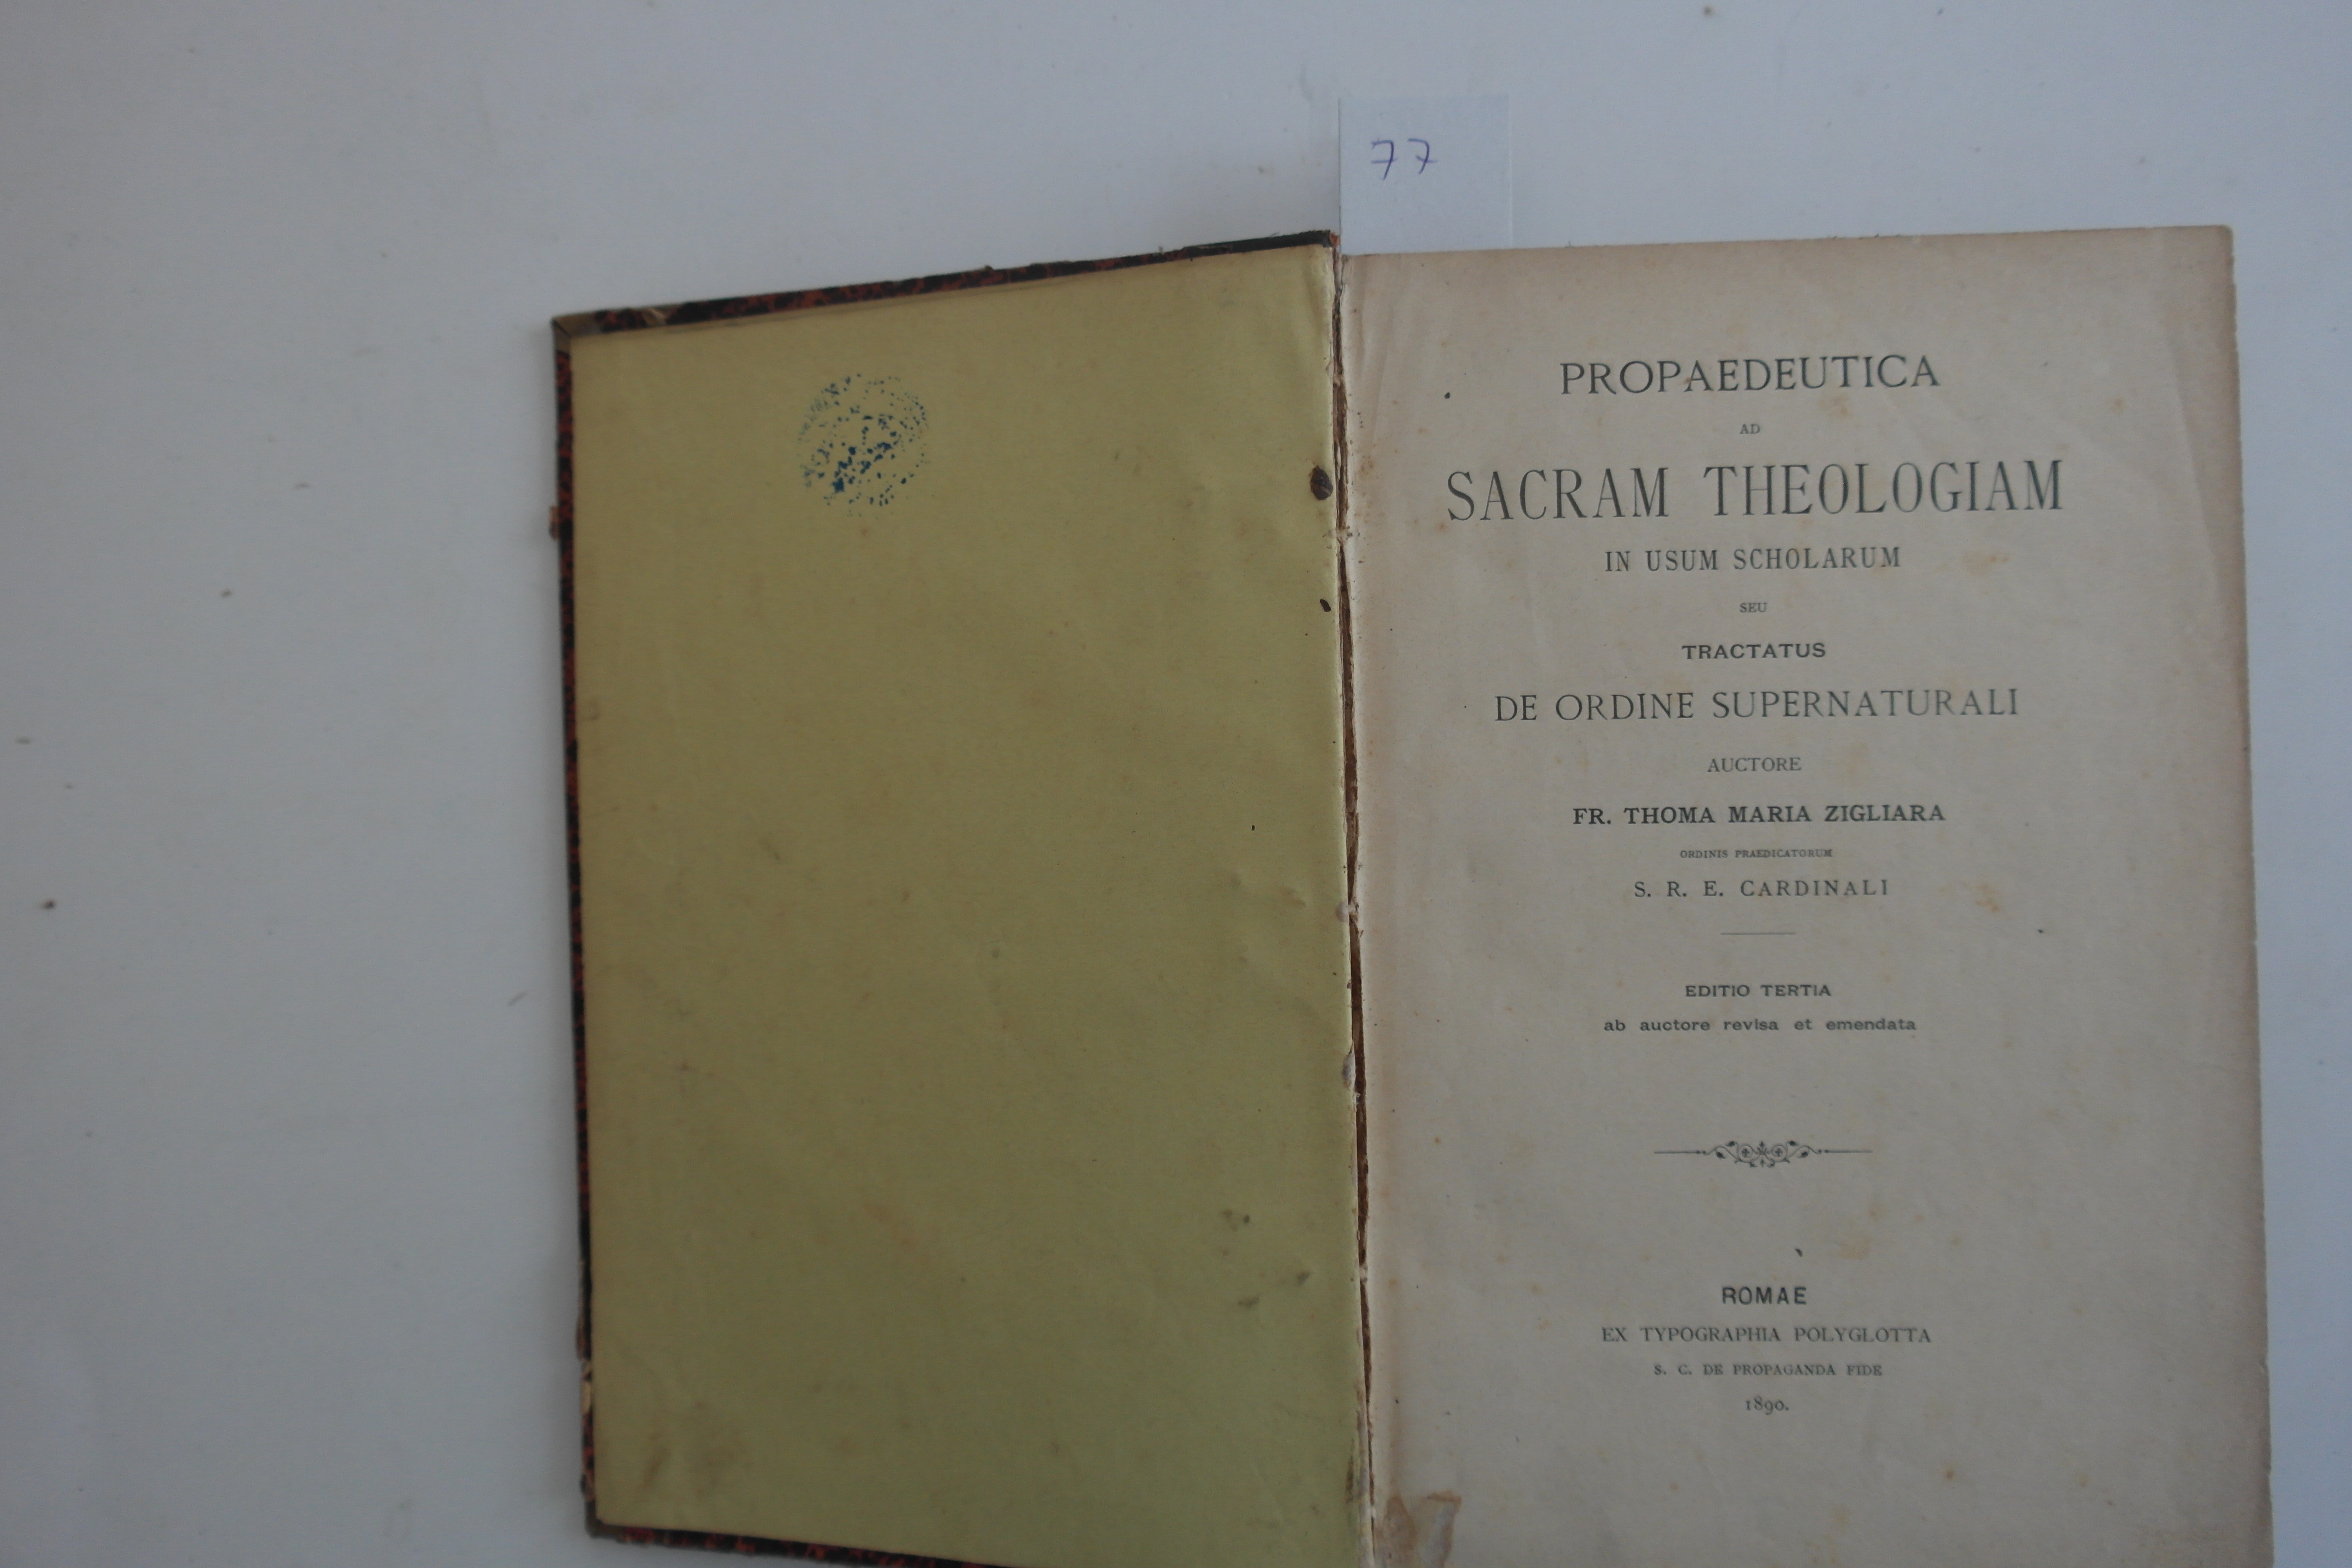 77
PROPAEDEUTICA
AD
SACRAM THEOLOGIAM
IN USUM SCHOLARUM
SEU
TRACTATUS
DE ORDINE SUPERNATURALI
AUCTORE
FR. THOMA MARIA ZIGLIARA
ORDINIS PRAEDICATORUM
S. R. E. CARDINALI
EDITIO TERTIA
ab auctore revisa et emendata
ROMAE
EX TYPOGRAPHIA POLYGLOTTA
S. C. DE PROPAGANDA FIDE
1890.